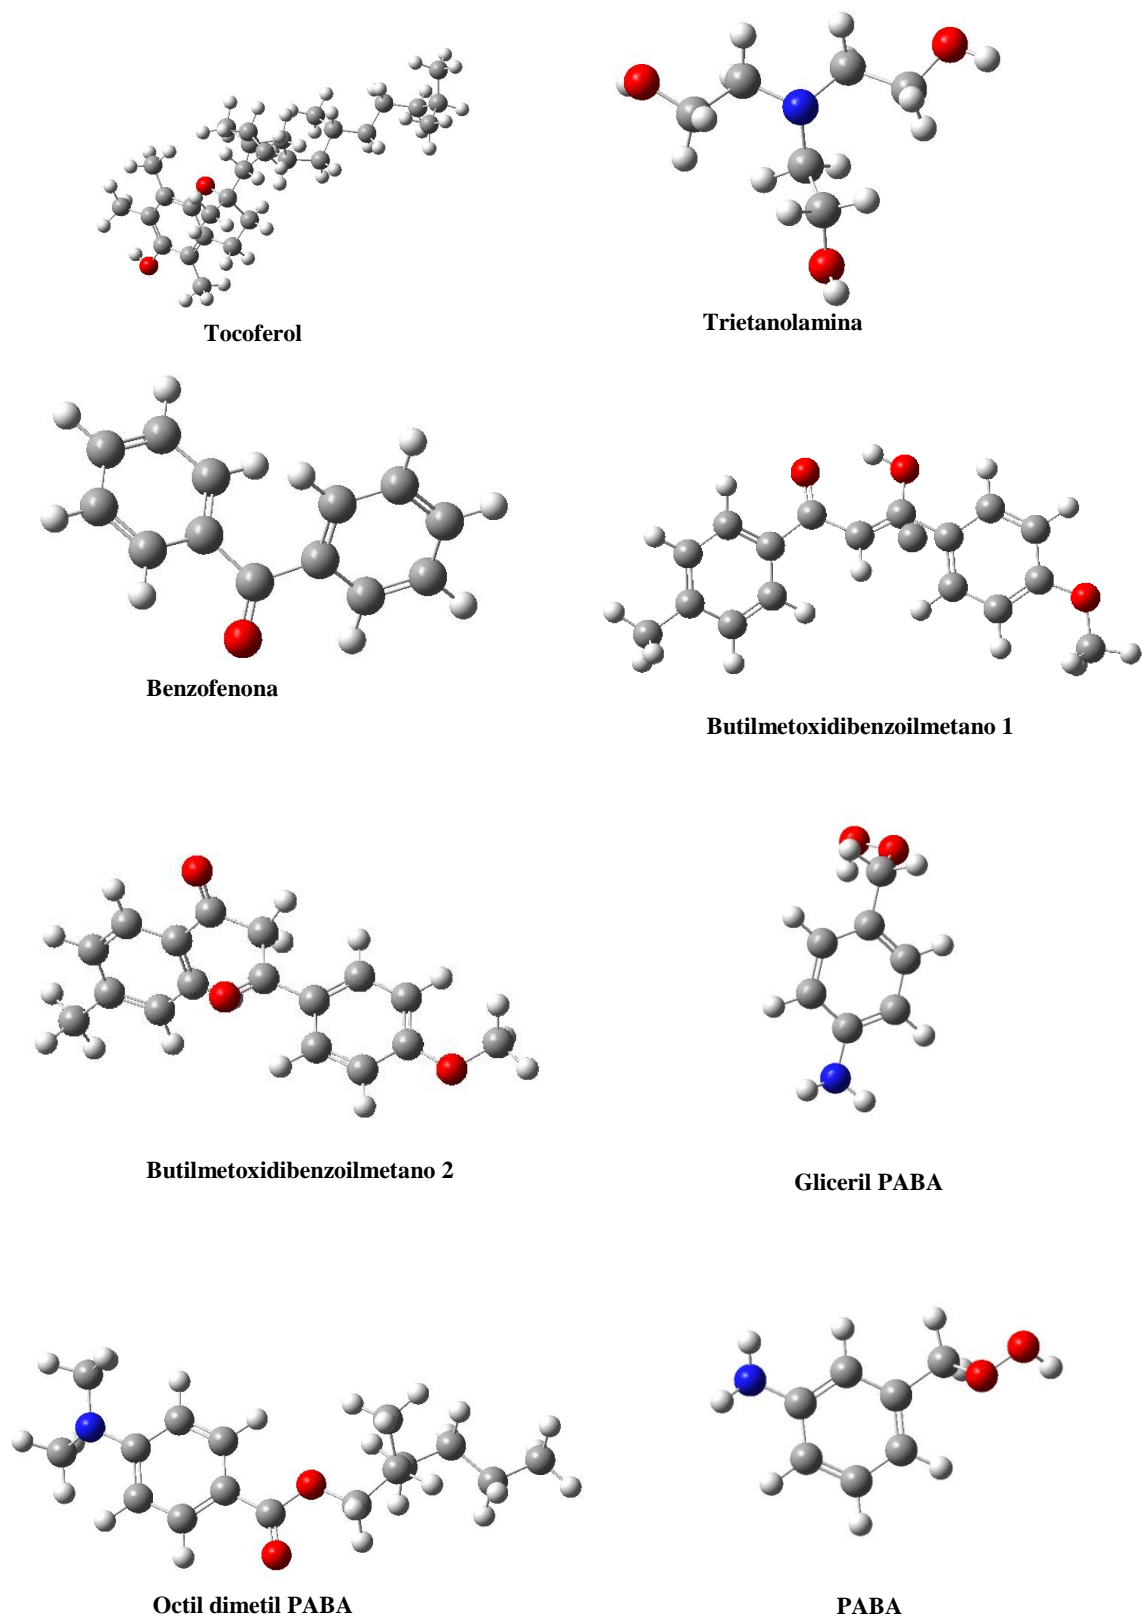 Tocoferol
Trietanolamina
Benzofenona
Butilmetoxidibenzoilmetano 1
Butilmetoxidibenzoilmetano 2
Gliceril PABA
Octil dimetil PABA
PABA